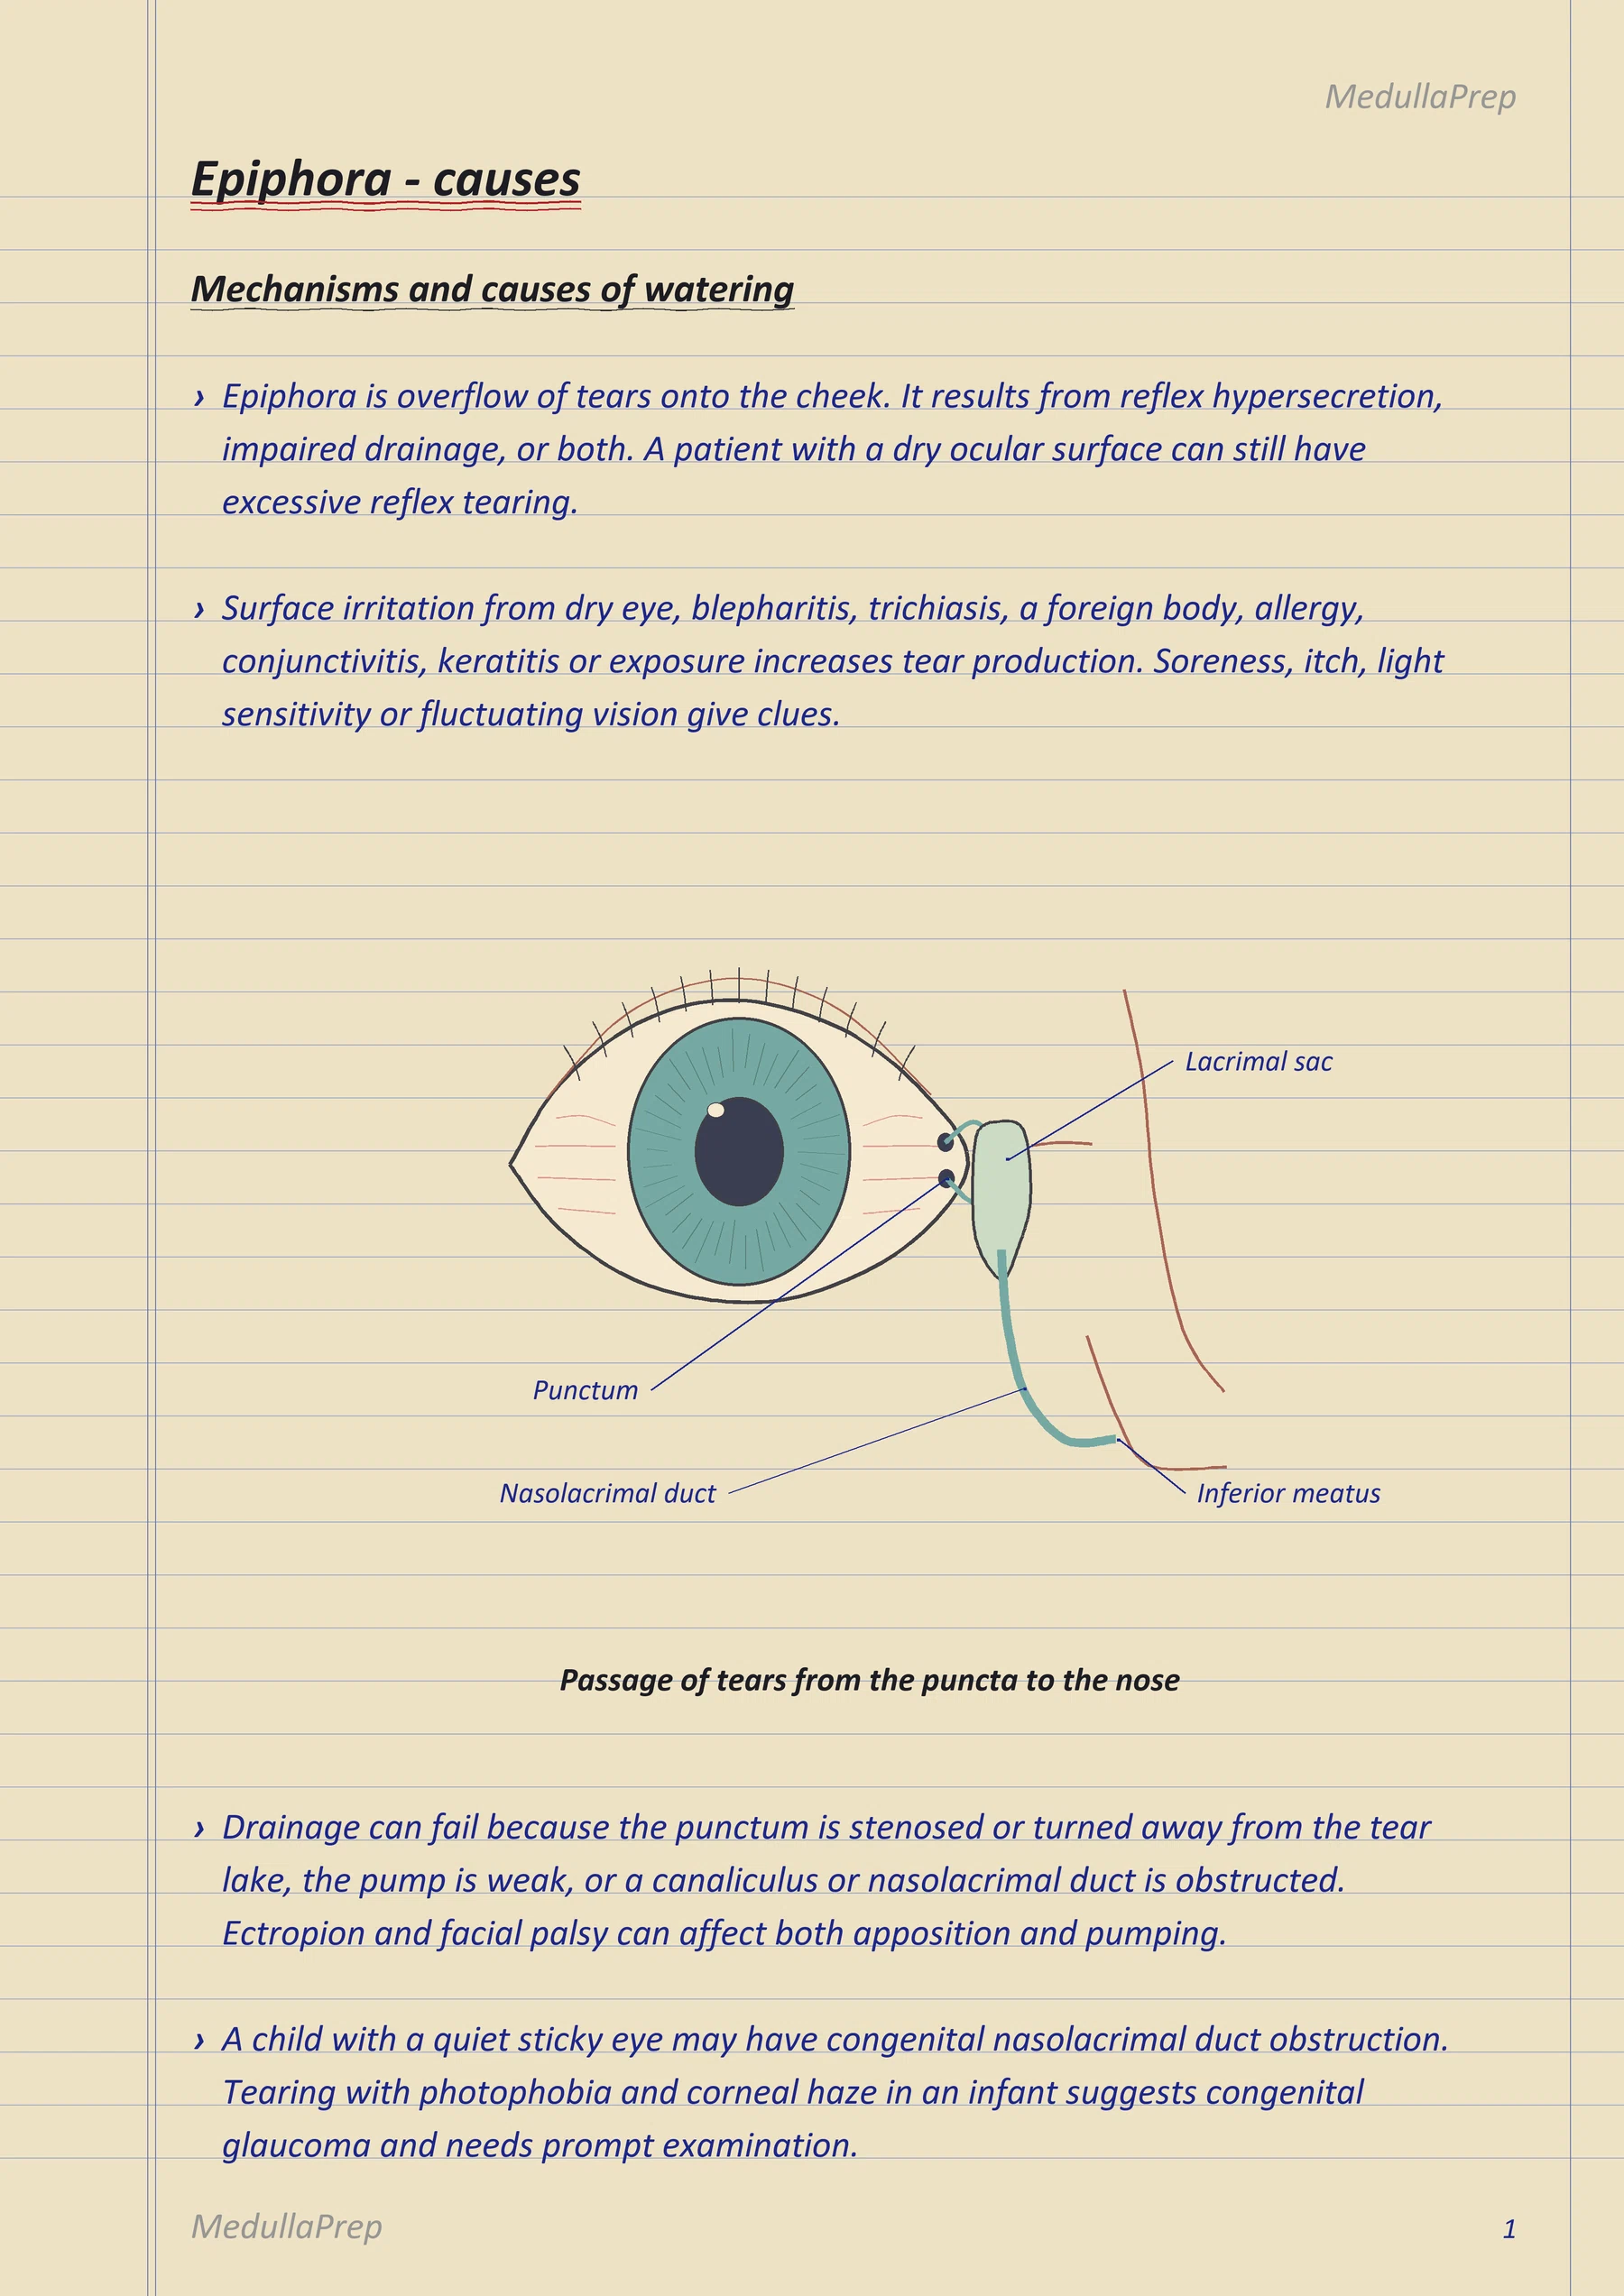 MedullaPrep
Epiphora - causes
Mechanisms and causes of watering
› Epiphora is overflow of tears onto the cheek. It results from reflex hypersecretion,
impaired drainage, or both. A patient with a dry ocular surface can still have
excessive reflex tearing.
› Surface irritation from dry eye, blepharitis, trichiasis, a foreign body, allergy,
conjunctivitis, keratitis or exposure increases tear production. Soreness, itch, light
sensitivity or fluctuating vision give clues.
Lacrimal sac
Punctum
Nasolacrimal duct
Inferior meatus
Passage of tears from the puncta to the nose
› Drainage can fail because the punctum is stenosed or turned away from the tear
lake, the pump is weak, or a canaliculus or nasolacrimal duct is obstructed.
Ectropion and facial palsy can affect both apposition and pumping.
› A child with a quiet sticky eye may have congenital nasolacrimal duct obstruction.
Tearing with photophobia and corneal haze in an infant suggests congenital
glaucoma and needs prompt examination.
MedullaPrep
1